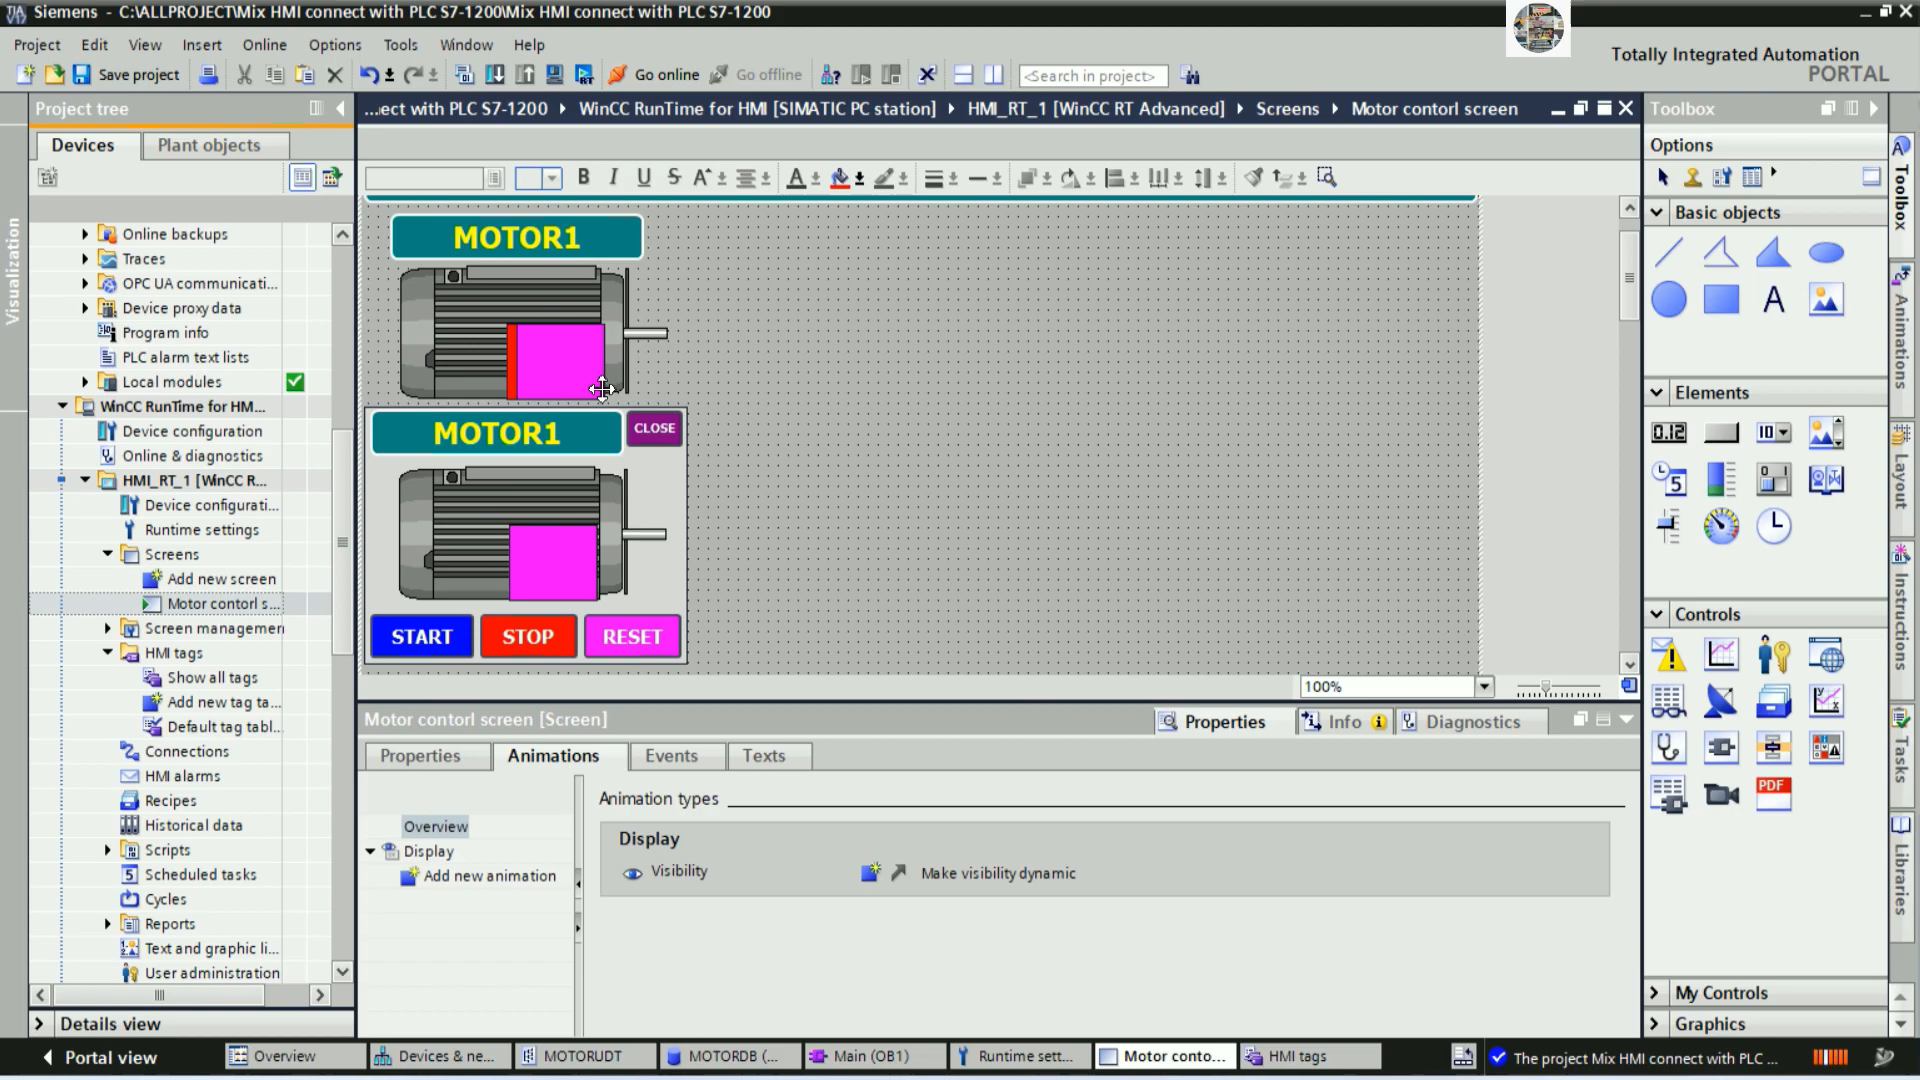 Siemens - C:\ALLPROJECT\Mix HMI connect with PLC S7-1200\Mix HMI connect with PLC S7-1200
Project Edit View Insert Online Options Tools Window Help
Totally Integrated Automation
PORTAL
Save project
Go online
Go offline
<Search in project>
Project tree
...ect with PLC S7-1200 WinCC RunTime for HMI [SIMATIC PC station] HMI_RT_1 [WinCC RT Advanced] Screens Motor contorl screen
Toolbox
Devices
Plant objects
Visualization
Online backups
Traces
OPC UA communicati...
Device proxy data
Program info
PLC alarm text lists
Local modules
WinCC RunTime for HM...
Device configuration
Online & diagnostics
HMI_RT_1 [WinCC R...
Device configurati...
Runtime settings
Screens
Add new screen
Motor contorl s...
Screen managemen
HMI tags
Show all tags
Add new tag ta...
Default tag tabl...
Connections
HMI alarms
Recipes
Historical data
Scripts
Scheduled tasks
Cycles
Reports
Text and graphic li...
User administration
Details view
B I U S A A
MOTOR1
MOTOR1
CLOSE
START STOP RESET
100%
Motor contorl screen [Screen]
Properties
Info
Diagnostics
Properties
Animations
Events
Texts
Overview
Display
Add new animation
Animation types
Display
Visibility
Make visibility dynamic
Options
Basic objects
A
Elements
0.12
10
5
0 1
Controls
PDF
My Controls
Graphics
Toolbox
Animations
Layout
Instructions
Tasks
Libraries
Portal view
Overview
Devices & ne...
MOTORUDT
MOTORDB (...
Main (OB1)
Runtime sett...
Motor conto...
HMI tags
The project Mix HMI connect with PLC ...